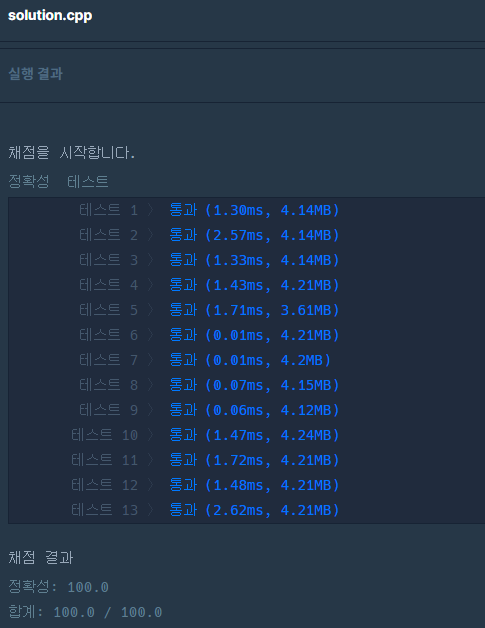 solution.cpp
실행 결과
채점을 시작합니다.
정확성 테스트
테스트 1 〉 통과 (1.30ms, 4.14MB)
테스트 2 〉 통과 (2.57ms, 4.14MB)
테스트 3 〉 통과 (1.33ms, 4.14MB)
테스트 4 〉 통과 (1.43ms, 4.21MB)
테스트 5 〉 통과 (1.71ms, 3.61MB)
테스트 6 〉 통과 (0.01ms, 4.21MB)
테스트 7 〉 통과 (0.01ms, 4.2MB)
테스트 8 〉 통과 (0.07ms, 4.15MB)
테스트 9 〉 통과 (0.06ms, 4.12MB)
테스트 10 〉 통과 (1.47ms, 4.24MB)
테스트 11 〉 통과 (1.72ms, 4.21MB)
테스트 12 〉 통과 (1.48ms, 4.21MB)
테스트 13 〉 통과 (2.62ms, 4.21MB)
채점 결과
정확성: 100.0
합계: 100.0 / 100.0